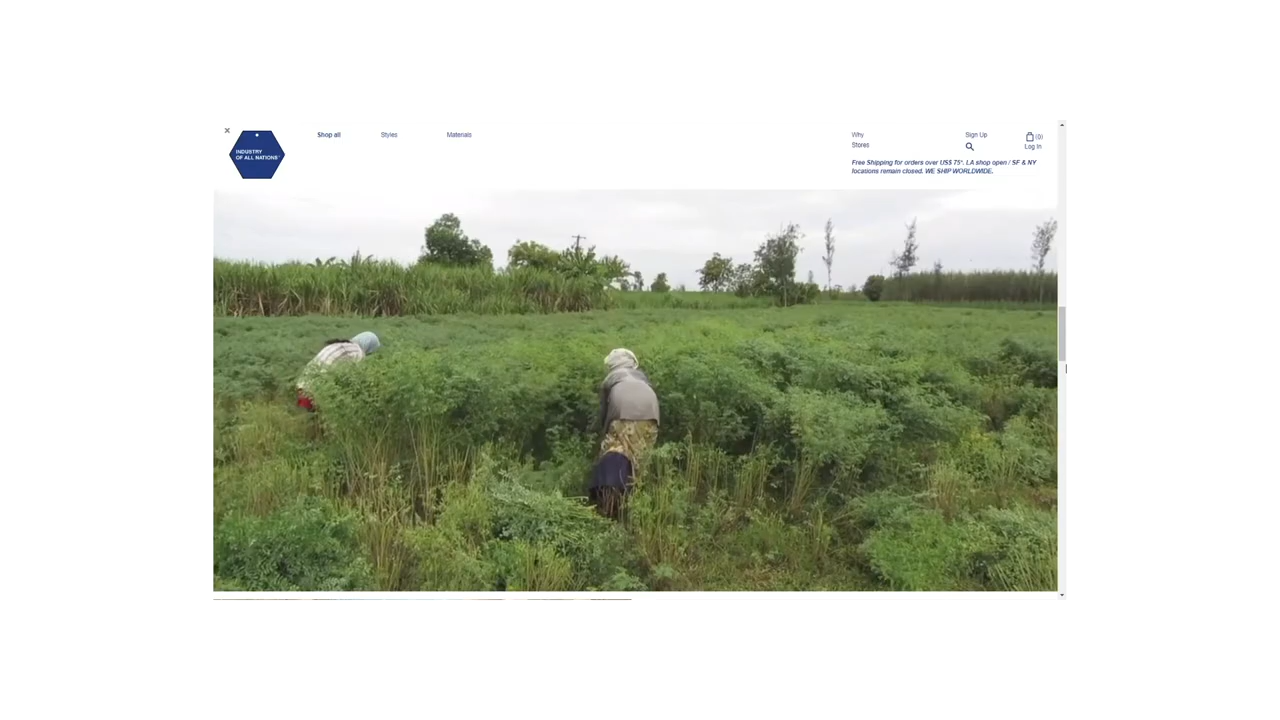 INDUSTRY
OF ALL NATIONS™
Shop all
Styles
Materials
Why
Stores
Sign Up
(0)
Log In
Free Shipping for orders over US$ 75*. LA shop open / SF & NY
locations remain closed. WE SHIP WORLDWIDE.